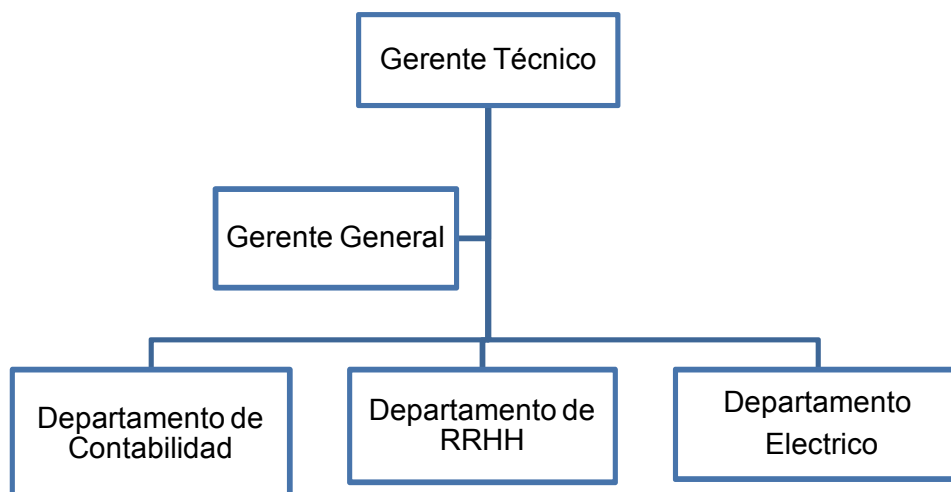 Gerente Técnico
Gerente General
Departamento de
Contabilidad
Departamento de
RRHH
Departamento
Electrico